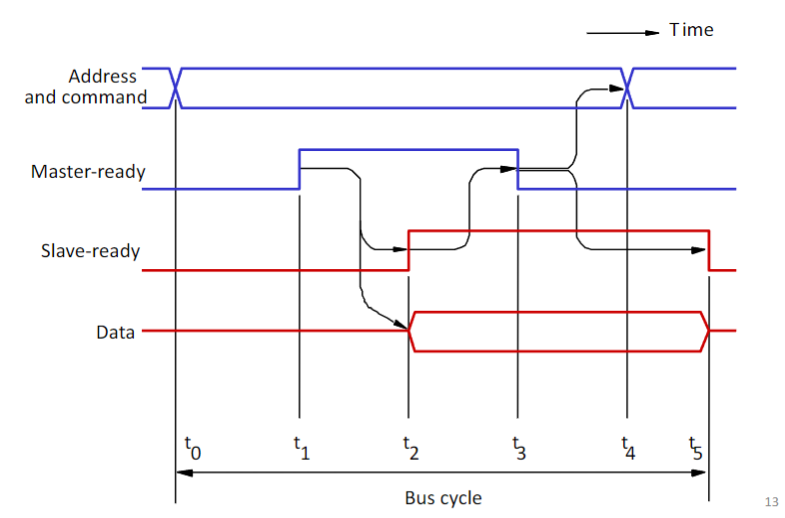 Time
Address
and command
Master-ready
Slave-ready
Data
t0 t1 t2 t3 t4 t5
Bus cycle
13